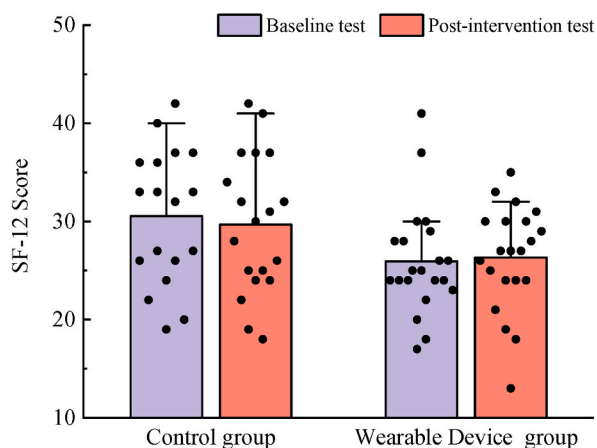 Baseline test Post-intervention test
SF-12 Score
50
40
30
20
10
Control group Wearable Device group